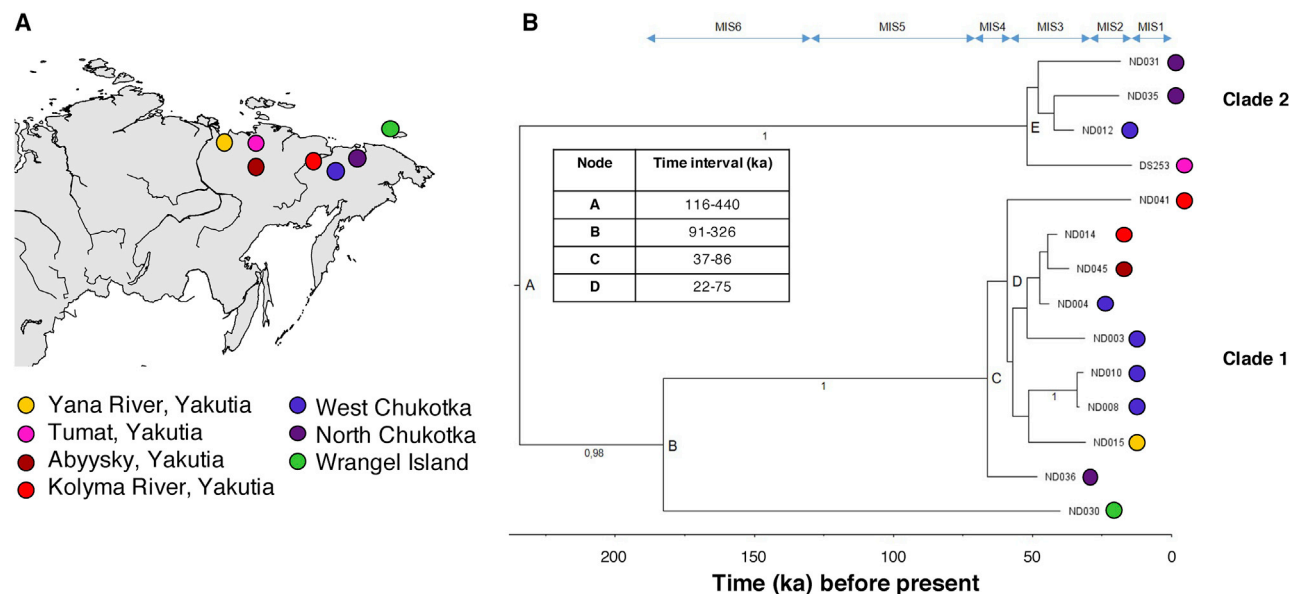 A
Yana River, Yakutia
Tumat, Yakutia
Abyysky, Yakutia
Kolyma River, Yakutia
West Chukotka
North Chukotka
Wrangel Island
B
MIS6 MIS5 MIS4 MIS3 MIS2 MIS1
ND031
ND035
ND012
DS253
Clade 2
E
1
Node Time interval (ka)
A 116-440
B 91-326
C 37-86
D 22-75
A
ND041
ND014
ND045
ND004
ND003
ND010
ND008
ND015
ND036
ND030
Clade 1
D
C
1
1
B
0,98
200 150 100 50 0
Time (ka) before present